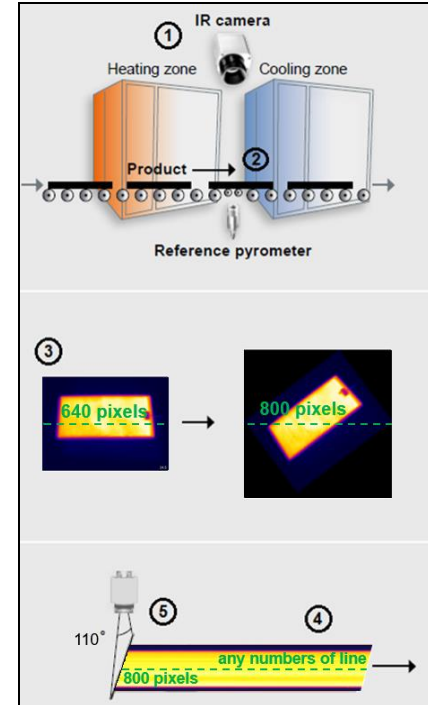 IR camera
1
Heating zone
Cooling zone
Product
2
Reference pyrometer
3
640 pixels
800 pixels
5
4
110°
any numbers of line
800 pixels